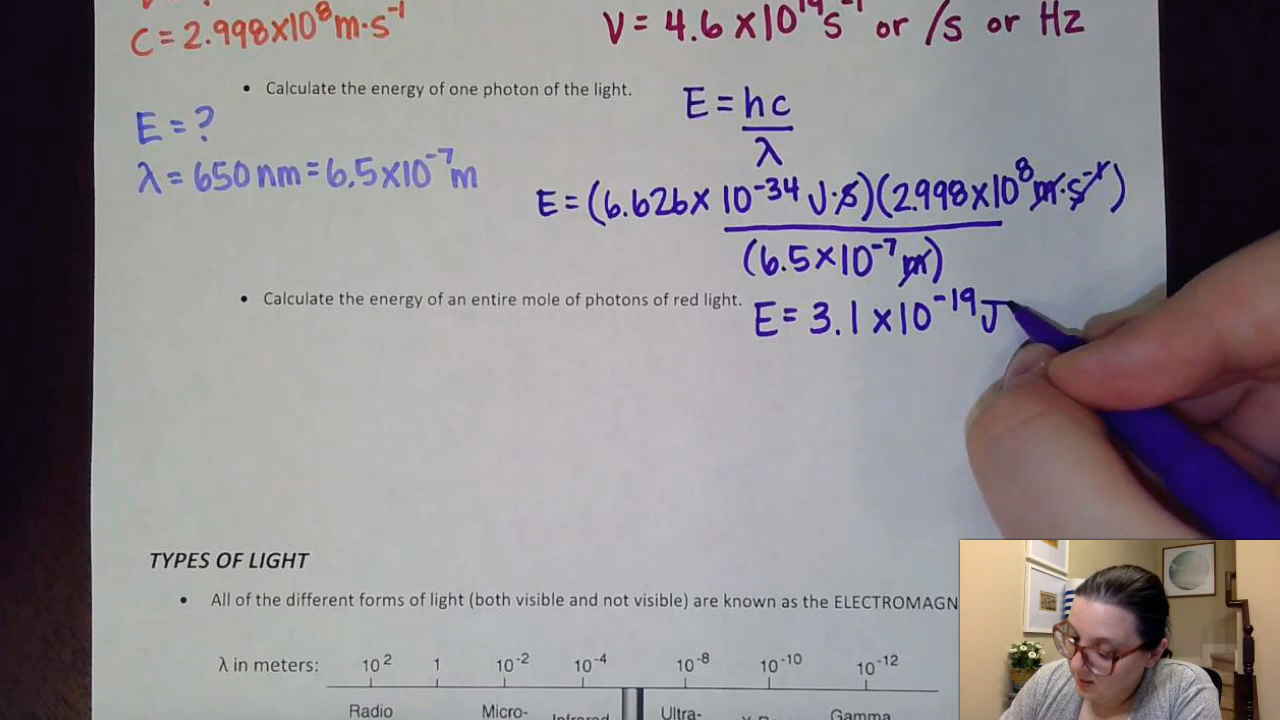 C = 2.998x10⁸ m·s⁻¹
V = 4.6 x 10¹⁴ s⁻¹ or /s or Hz
• Calculate the energy of one photon of the light.
E = ?
λ = 650 nm = 6.5x10⁻⁷ m
E = hc
λ
E = (6.626x 10⁻³⁴ J·s)(2.998x10⁸ m·s⁻¹)
(6.5x10⁻⁷ m)
• Calculate the energy of an entire mole of photons of red light.
E = 3.1 x10⁻¹⁹ J
TYPES OF LIGHT
• All of the different forms of light (both visible and not visible) are known as the ELECTROMAGN
λ in meters: 10² 1 10⁻² 10⁻⁴ 10⁻⁸ 10⁻¹⁰ 10⁻¹²
Radio Micro- Infrared Ultra- Gamma